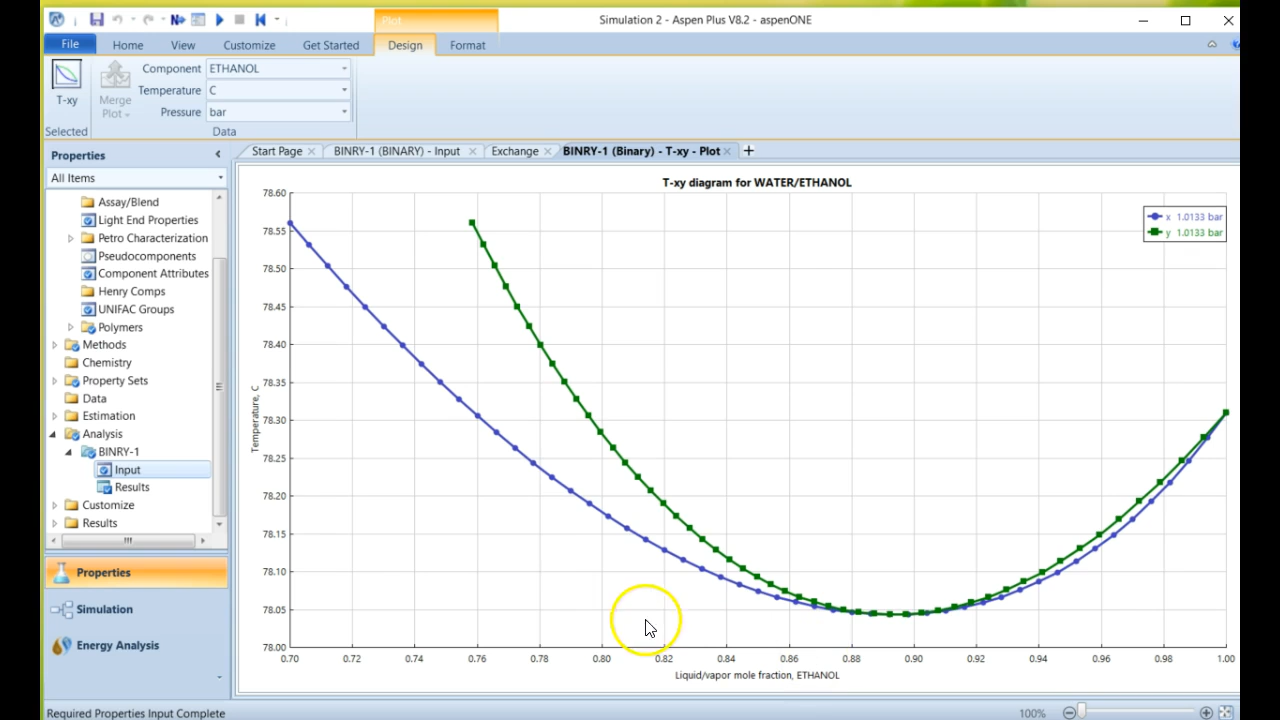 Plot
Simulation 2 - Aspen Plus V8.2 - aspenONE
File Home View Customize Get Started Design Format
T-xy
Selected
Merge
Plot
Component ETHANOL
Temperature C
Pressure bar
Data
Properties
All Items
Assay/Blend
Light End Properties
Petro Characterization
Pseudocomponents
Component Attributes
Henry Comps
UNIFAC Groups
Polymers
Methods
Chemistry
Property Sets
Data
Estimation
Analysis
BINRY-1
Input
Results
Customize
Results
Properties
Simulation
Energy Analysis
Start Page BINRY-1 (BINARY) - Input Exchange BINRY-1 (Binary) - T-xy - Plot
T-xy diagram for WATER/ETHANOL
x 1.0133 bar
y 1.0133 bar
Temperature, C
78.60
78.55
78.50
78.45
78.40
78.35
78.30
78.25
78.20
78.15
78.10
78.05
78.00
0.70 0.72 0.74 0.76 0.78 0.80 0.82 0.84 0.86 0.88 0.90 0.92 0.94 0.96 0.98 1.00
Liquid/vapor mole fraction, ETHANOL
Required Properties Input Complete
100%